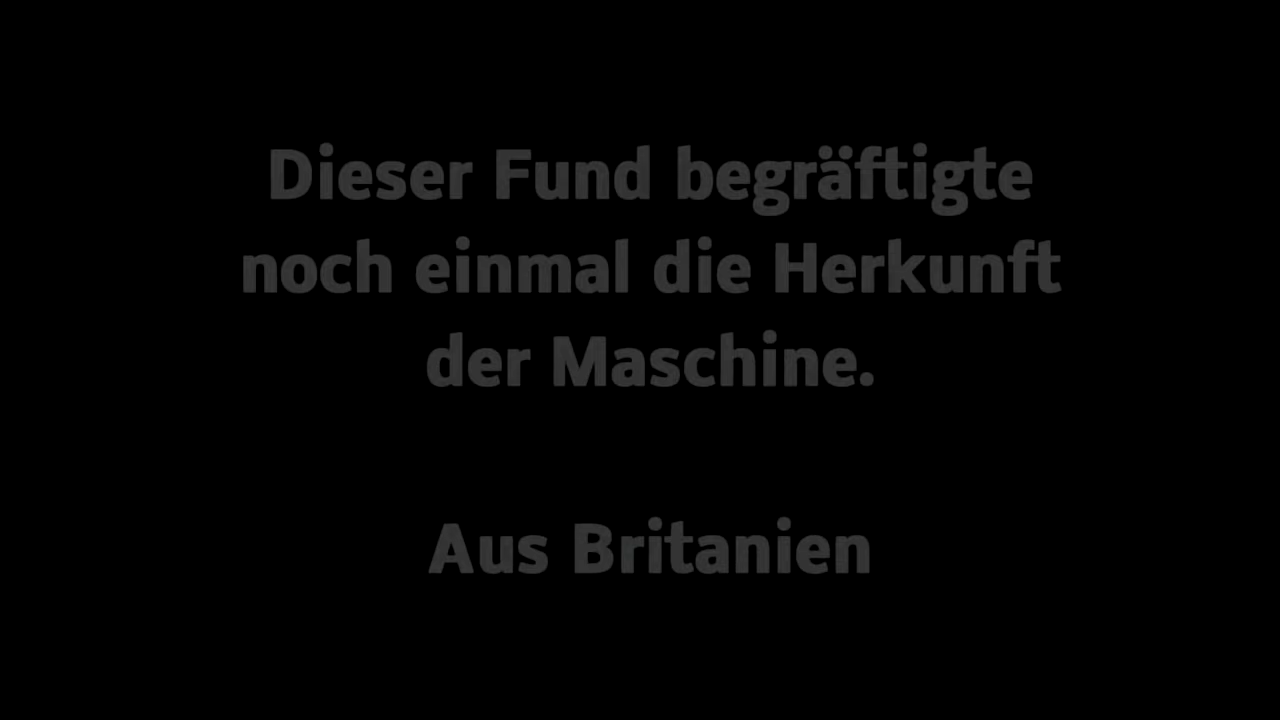 Dieser Fund begräftigte
noch einmal die Herkunft
der Maschine.
Aus Britanien